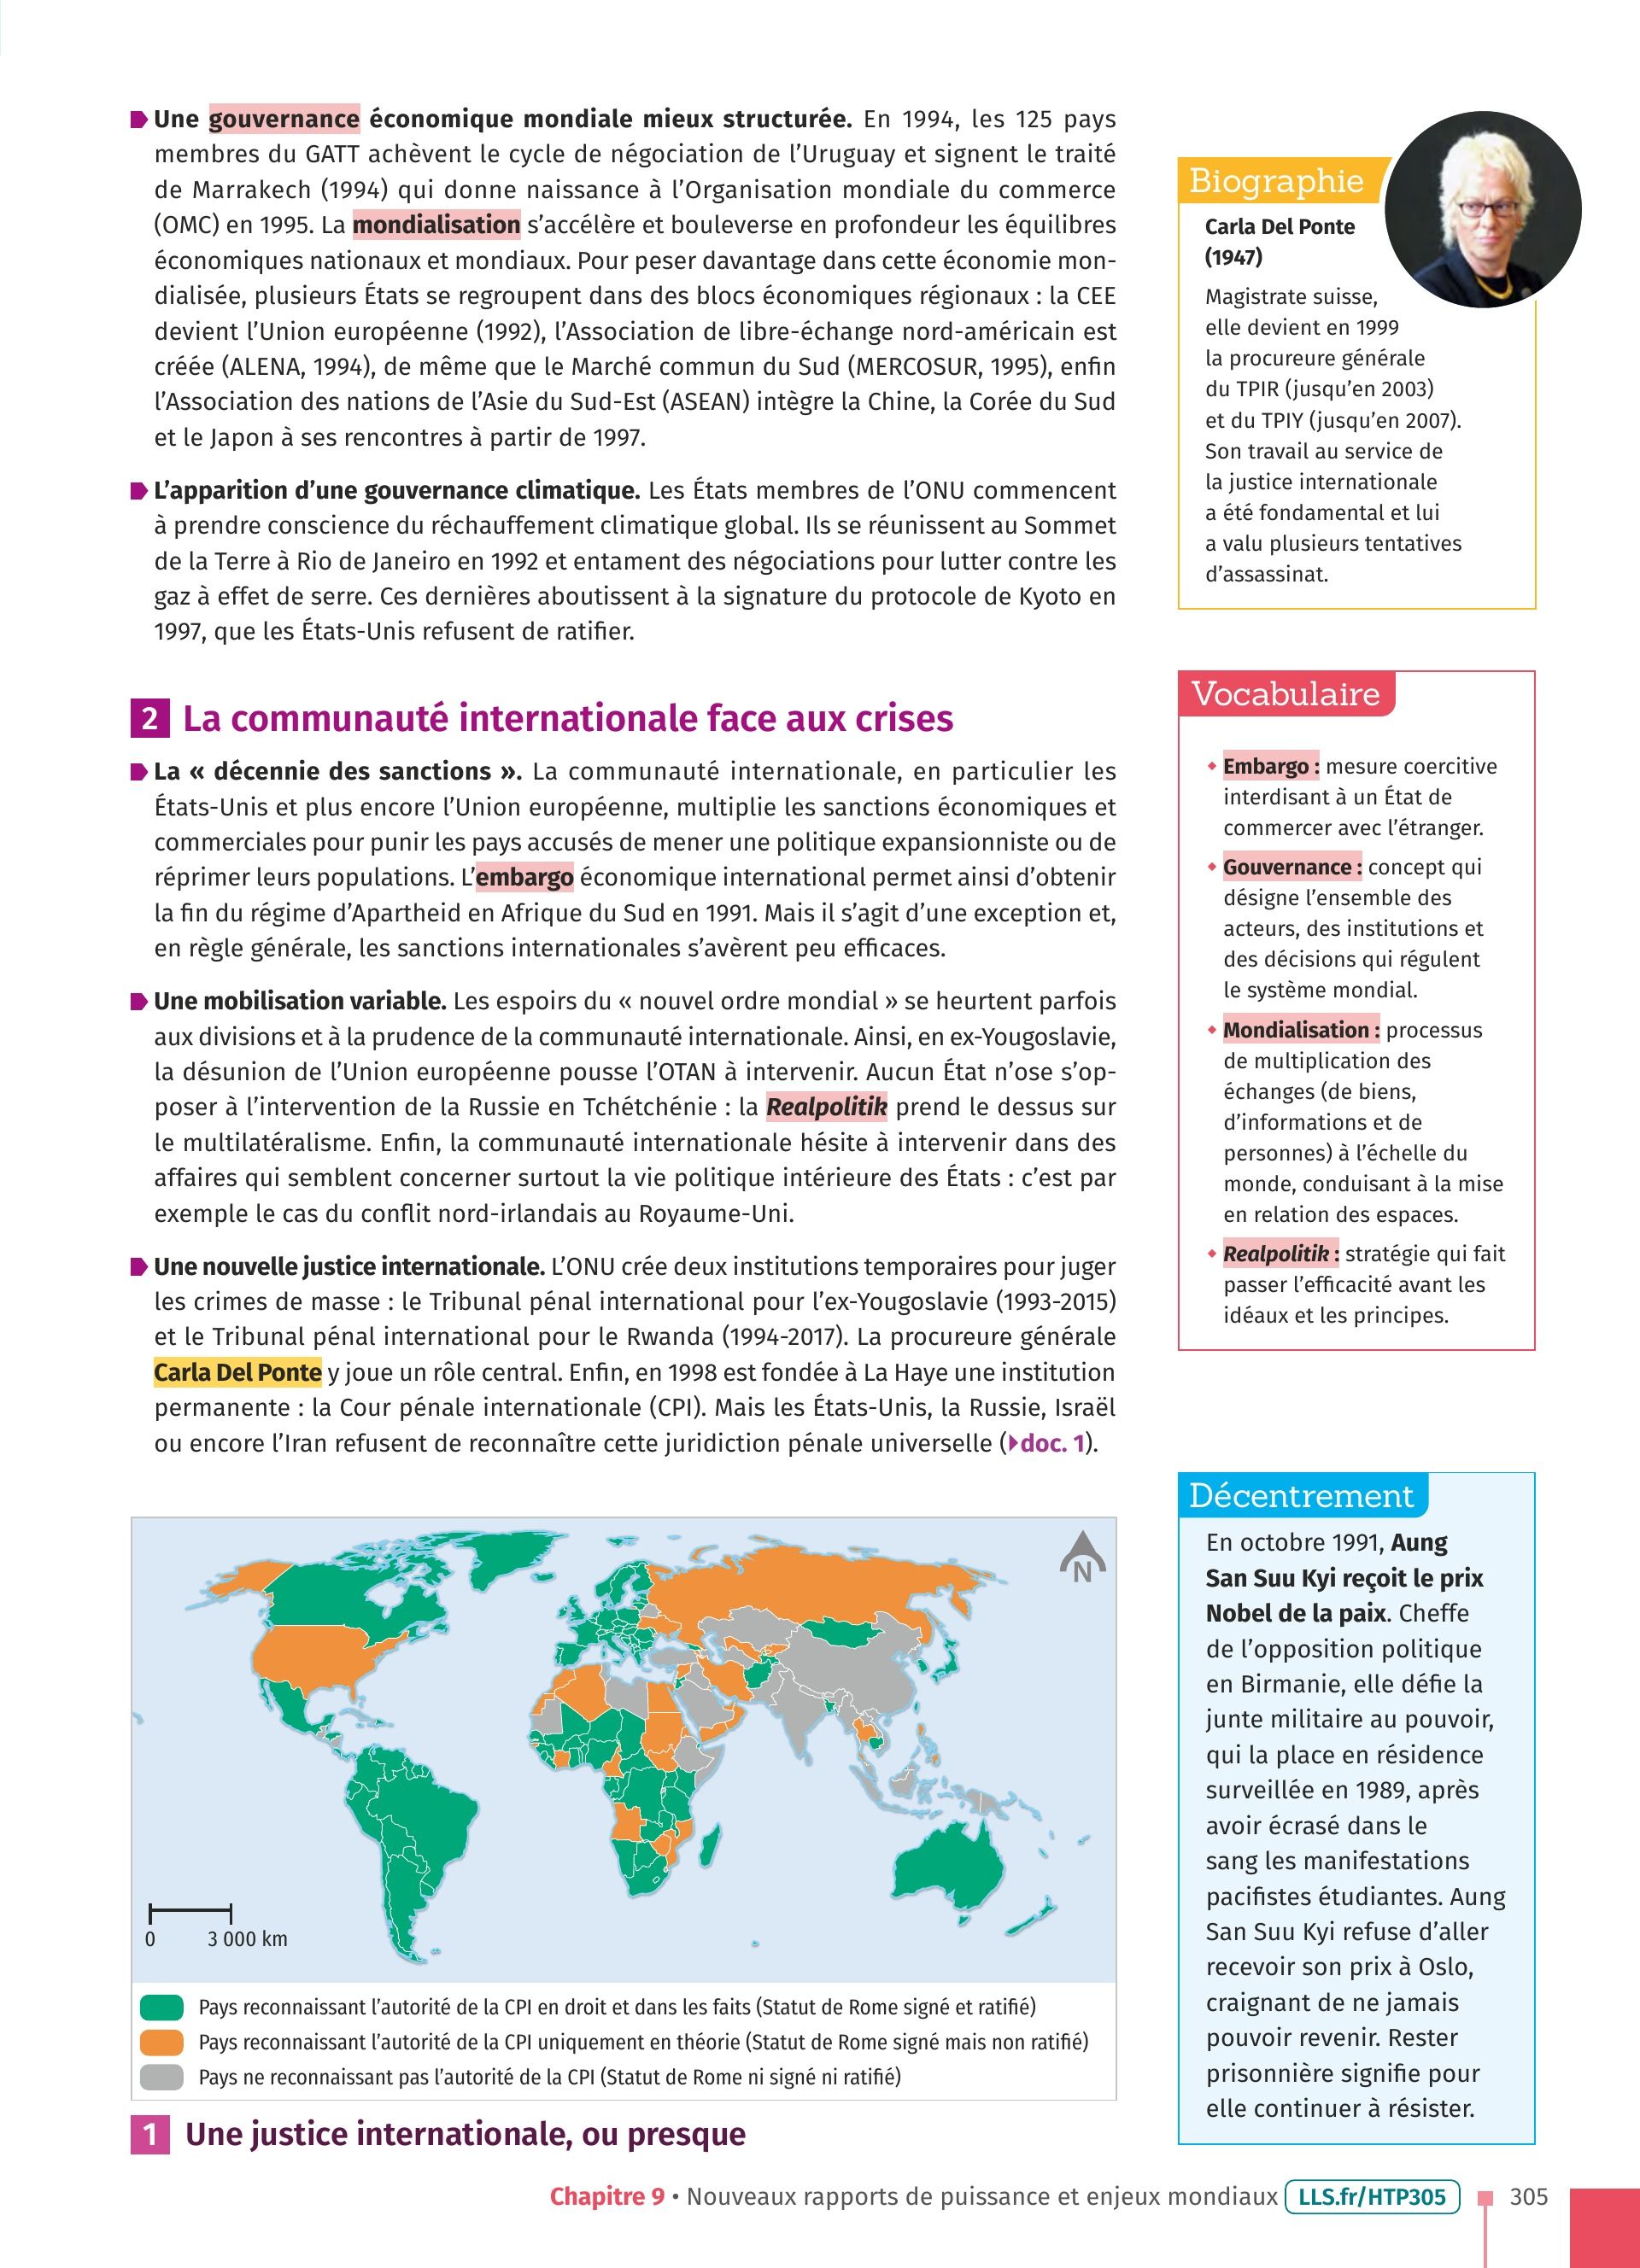 Une gouvernance économique mondiale mieux structurée. En 1994, les 125 pays
membres du GATT achèvent le cycle de négociation de l’Uruguay et signent le traité
de Marrakech (1994) qui donne naissance à l’Organisation mondiale du commerce
(OMC) en 1995. La mondialisation s’accélère et bouleverse en profondeur les équilibres
économiques nationaux et mondiaux. Pour peser davantage dans cette économie mon-
dialisée, plusieurs États se regroupent dans des blocs économiques régionaux : la CEE
devient l’Union européenne (1992), l’Association de libre-échange nord-américain est
créée (ALENA, 1994), de même que le Marché commun du Sud (MERCOSUR, 1995), enfin
l’Association des nations de l’Asie du Sud-Est (ASEAN) intègre la Chine, la Corée du Sud
et le Japon à ses rencontres à partir de 1997.
L’apparition d’une gouvernance climatique. Les États membres de l’ONU commencent
à prendre conscience du réchauffement climatique global. Ils se réunissent au Sommet
de la Terre à Rio de Janeiro en 1992 et entament des négociations pour lutter contre les
gaz à effet de serre. Ces dernières aboutissent à la signature du protocole de Kyoto en
1997, que les États-Unis refusent de ratifier.
2 La communauté internationale face aux crises
La « décennie des sanctions ». La communauté internationale, en particulier les
États-Unis et plus encore l’Union européenne, multiplie les sanctions économiques et
commerciales pour punir les pays accusés de mener une politique expansionniste ou de
réprimer leurs populations. L’embargo économique international permet ainsi d’obtenir
la fin du régime d’Apartheid en Afrique du Sud en 1991. Mais il s’agit d’une exception et,
en règle générale, les sanctions internationales s’avèrent peu efficaces.
Une mobilisation variable. Les espoirs du « nouvel ordre mondial » se heurtent parfois
aux divisions et à la prudence de la communauté internationale. Ainsi, en ex-Yougoslavie,
la désunion de l’Union européenne pousse l’OTAN à intervenir. Aucun État n’ose s’op-
poser à l’intervention de la Russie en Tchétchénie : la Realpolitik prend le dessus sur
le multilatéralisme. Enfin, la communauté internationale hésite à intervenir dans des
affaires qui semblent concerner surtout la vie politique intérieure des États : c’est par
exemple le cas du conflit nord-irlandais au Royaume-Uni.
Une nouvelle justice internationale. L’ONU crée deux institutions temporaires pour juger
les crimes de masse : le Tribunal pénal international pour l’ex-Yougoslavie (1993-2015)
et le Tribunal pénal international pour le Rwanda (1994-2017). La procureure générale
Carla Del Ponte y joue un rôle central. Enfin, en 1998 est fondée à La Haye une institution
permanente : la Cour pénale internationale (CPI). Mais les États-Unis, la Russie, Israël
ou encore l’Iran refusent de reconnaître cette juridiction pénale universelle (doc. 1).
N
0 3 000 km
Pays reconnaissant l’autorité de la CPI en droit et dans les faits (Statut de Rome signé et ratifié)
Pays reconnaissant l’autorité de la CPI uniquement en théorie (Statut de Rome signé mais non ratifié)
Pays ne reconnaissant pas l’autorité de la CPI (Statut de Rome ni signé ni ratifié)
1 Une justice internationale, ou presque
Biographie
Carla Del Ponte
(1947)
Magistrate suisse,
elle devient en 1999
la procureure générale
du TPIR (jusqu’en 2003)
et du TPIY (jusqu’en 2007).
Son travail au service de
la justice internationale
a été fondamental et lui
a valu plusieurs tentatives
d’assassinat.
Vocabulaire
Embargo : mesure coercitive
interdisant à un État de
commercer avec l’étranger.
Gouvernance : concept qui
désigne l’ensemble des
acteurs, des institutions et
des décisions qui régulent
le système mondial.
Mondialisation : processus
de multiplication des
échanges (de biens,
d’informations et de
personnes) à l’échelle du
monde, conduisant à la mise
en relation des espaces.
Realpolitik : stratégie qui fait
passer l’efficacité avant les
idéaux et les principes.
Décentrement
En octobre 1991, Aung
San Suu Kyi reçoit le prix
Nobel de la paix. Cheffe
de l’opposition politique
en Birmanie, elle défie la
junte militaire au pouvoir,
qui la place en résidence
surveillée en 1989, après
avoir écrasé dans le
sang les manifestations
pacifistes étudiantes. Aung
San Suu Kyi refuse d’aller
recevoir son prix à Oslo,
craignant de ne jamais
pouvoir revenir. Rester
prisonnière signifie pour
elle continuer à résister.
Chapitre 9 • Nouveaux rapports de puissance et enjeux mondiaux LLS.fr/HTP305 305